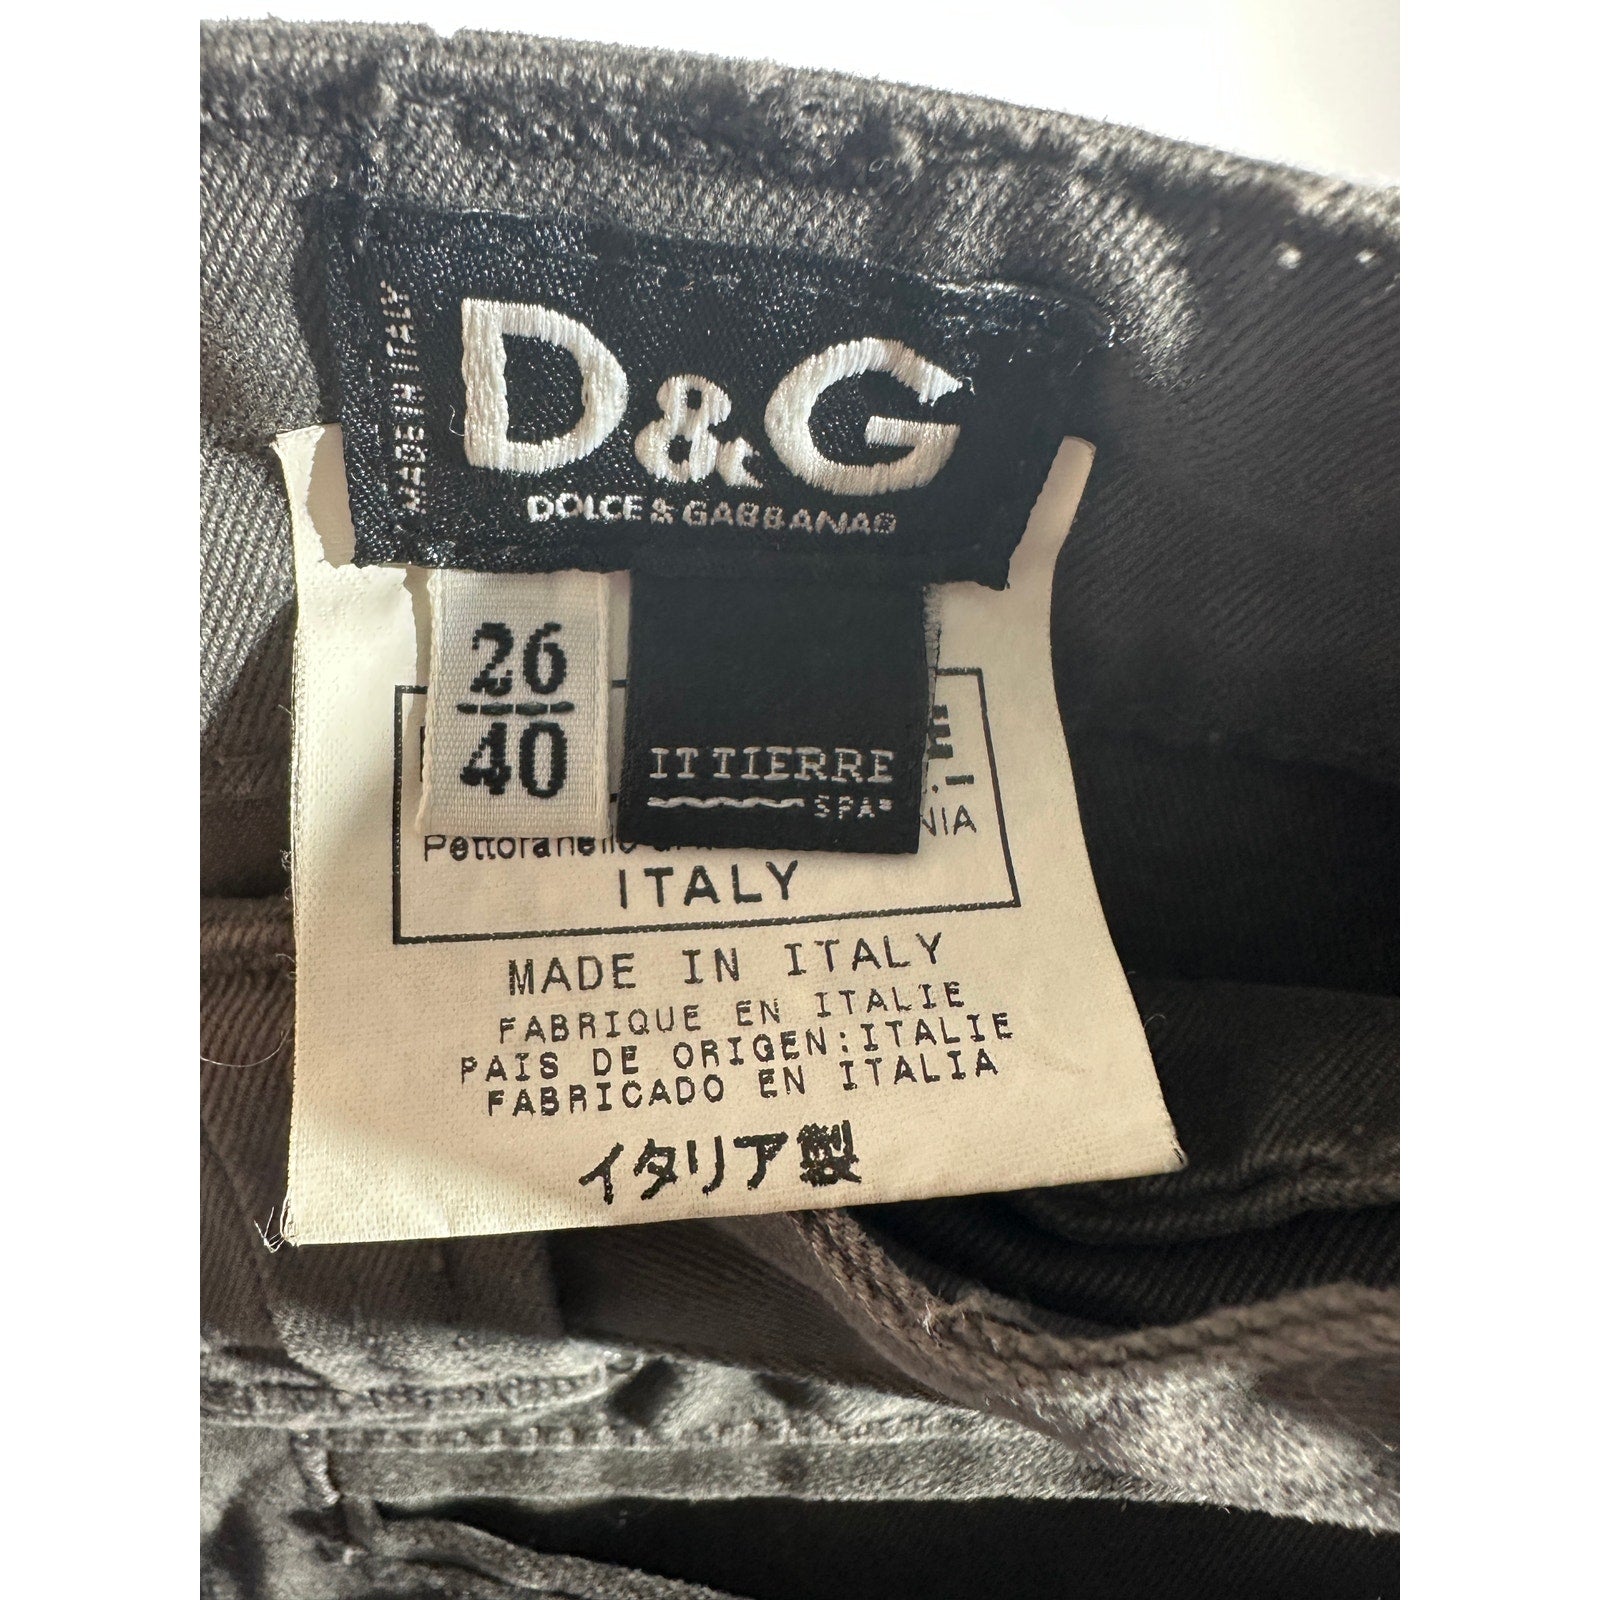 MADE IN ITALY
D&G
DOLCE & GABBANA®
26
40
ITTIERRE
SPA
ITALY
MADE IN ITALY
FABRIQUE EN ITALIE
PAIS DE ORIGEN:ITALIE
FABRICADO EN ITALIA
イタリア製